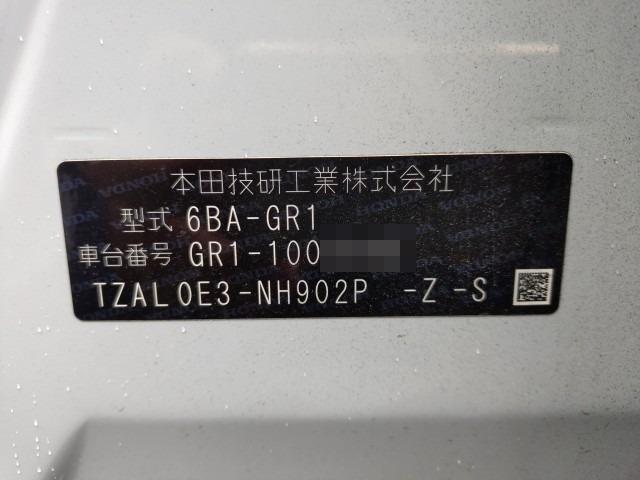 本田技研工業株式会社
型式 6BA-GR1
車台番号 GR1-100
TZAL0E3-NH902P -Z -S